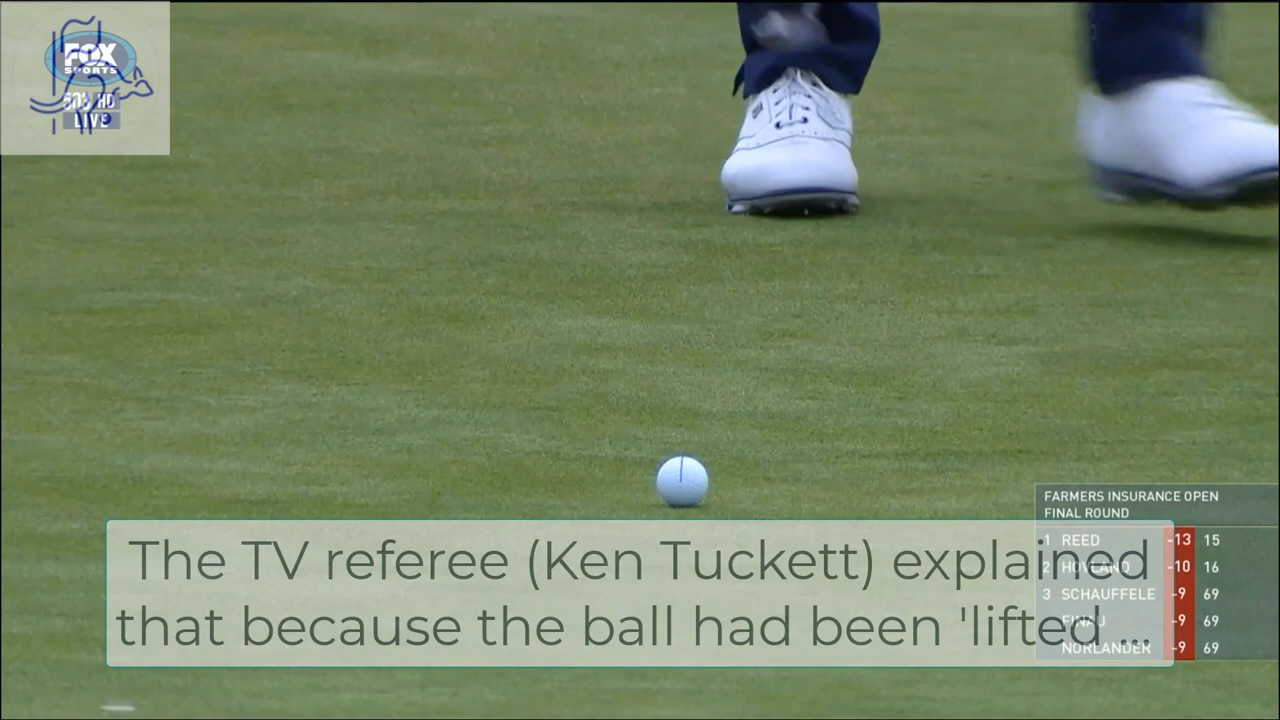 FOX
SPORTS
LIVE
FARMERS INSURANCE OPEN
FINAL ROUND
1 REED -13 15
2 HOVLAND -10 16
3 SCHAUFFELE -9 69
FINAU -9 69
NORLANDER -9 69
The TV referee (Ken Tuckett) explained
that because the ball had been 'lifted ...